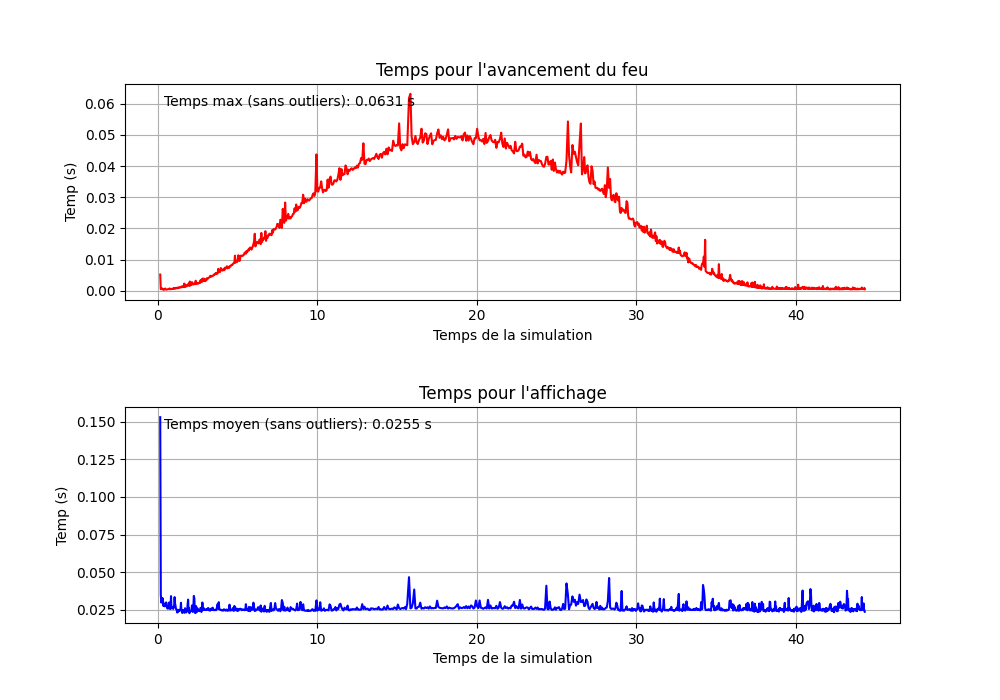 Temps pour l'avancement du feu
Temps max (sans outliers): 0.0631 s
Temp (s)
0.06
0.05
0.04
0.03
0.02
0.01
0.00
0 10 20 30 40
Temps de la simulation
Temps pour l'affichage
Temps moyen (sans outliers): 0.0255 s
Temp (s)
0.150
0.125
0.100
0.075
0.050
0.025
0 10 20 30 40
Temps de la simulation